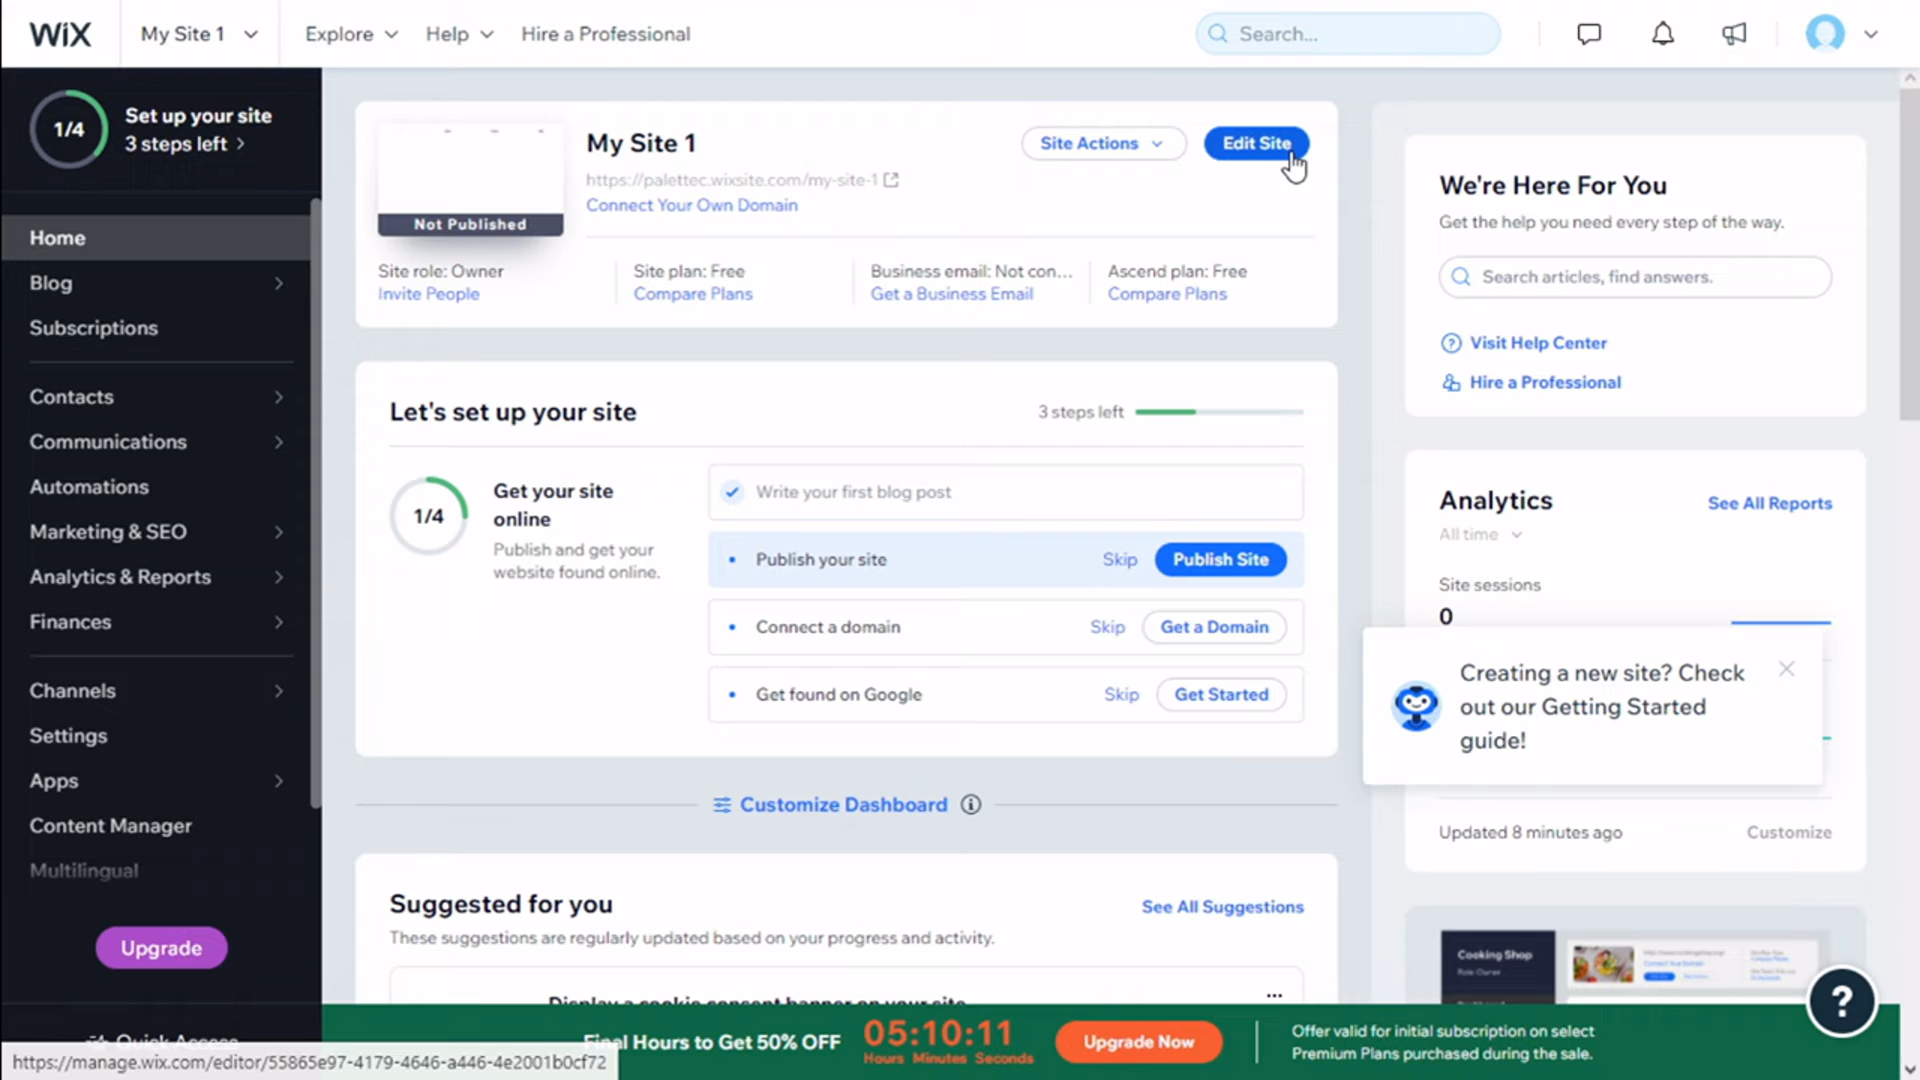 WiX
My Site 1
Explore
Help
Hire a Professional
Search...
1/4
Set up your site
3 steps left
Home
Blog
Subscriptions
Contacts
Communications
Automations
Marketing & SEO
Analytics & Reports
Finances
Channels
Settings
Apps
Content Manager
Multilingual
Upgrade
Quick Access
https://manage.wix.com/editor/55865e97-4179-4646-a446-4e2001b0cf72
Not Published
My Site 1
https://palettec.wixsite.com/my-site-1
Connect Your Own Domain
Site Actions
Edit Site
Site role: Owner
Invite People
Site plan: Free
Compare Plans
Business email: Not con...
Get a Business Email
Ascend plan: Free
Compare Plans
Let's set up your site
3 steps left
1/4
Get your site
online
Publish and get your
website found online.
Write your first blog post
Publish your site
Skip
Publish Site
Connect a domain
Skip
Get a Domain
Get found on Google
Skip
Get Started
Customize Dashboard
Suggested for you
See All Suggestions
These suggestions are regularly updated based on your progress and activity.
Display a cookie consent banner on your site
...
We're Here For You
Get the help you need every step of the way.
Search articles, find answers.
Visit Help Center
Hire a Professional
Analytics
See All Reports
All time
Site sessions
0
Creating a new site? Check
out our Getting Started
guide!
Updated 8 minutes ago
Customize
Cooking Shop
Role: Owner
?
Final Hours to Get 50% OFF
05:10:11
Hours Minutes Seconds
Upgrade Now
Offer valid for initial subscription on select
Premium Plans purchased during the sale.